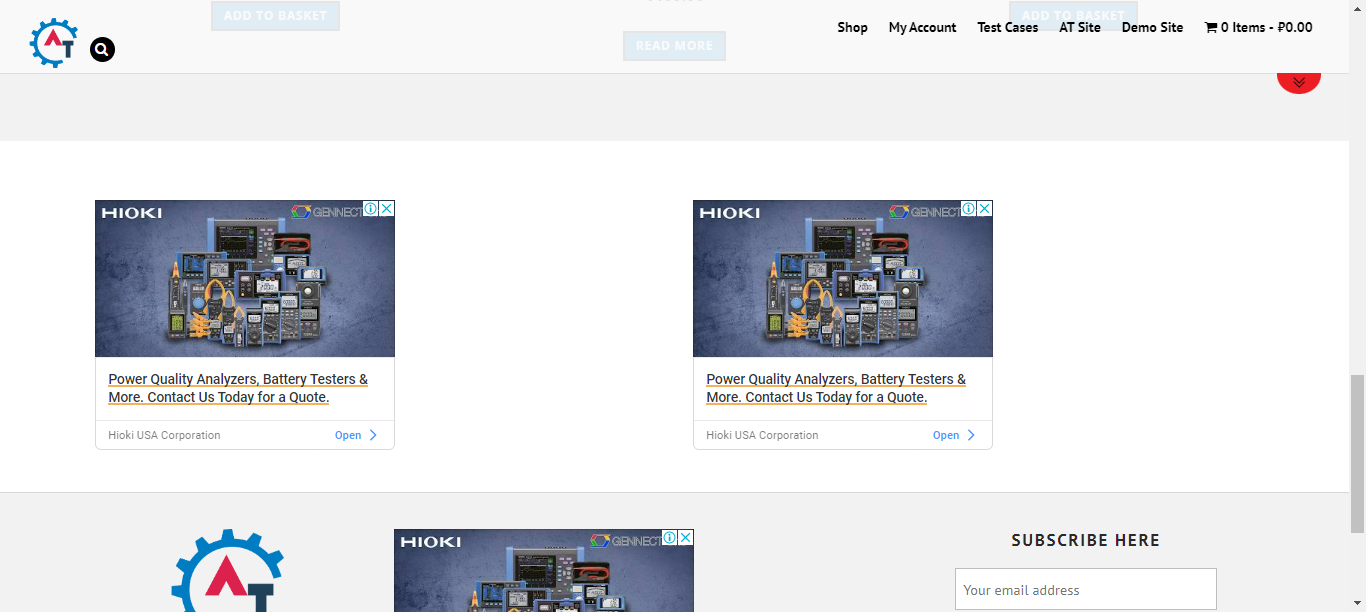 ADD TO BASKET
ADD TO BASKET
READ MORE
AT
Shop My Account Test Cases AT Site Demo Site 0 Items - ₽0.00
HIOKI GENNECT
Power Quality Analyzers, Battery Testers &
More. Contact Us Today for a Quote.
Hioki USA Corporation Open
HIOKI GENNECT
Power Quality Analyzers, Battery Testers &
More. Contact Us Today for a Quote.
Hioki USA Corporation Open
AT
HIOKI GENNECT
SUBSCRIBE HERE
Your email address